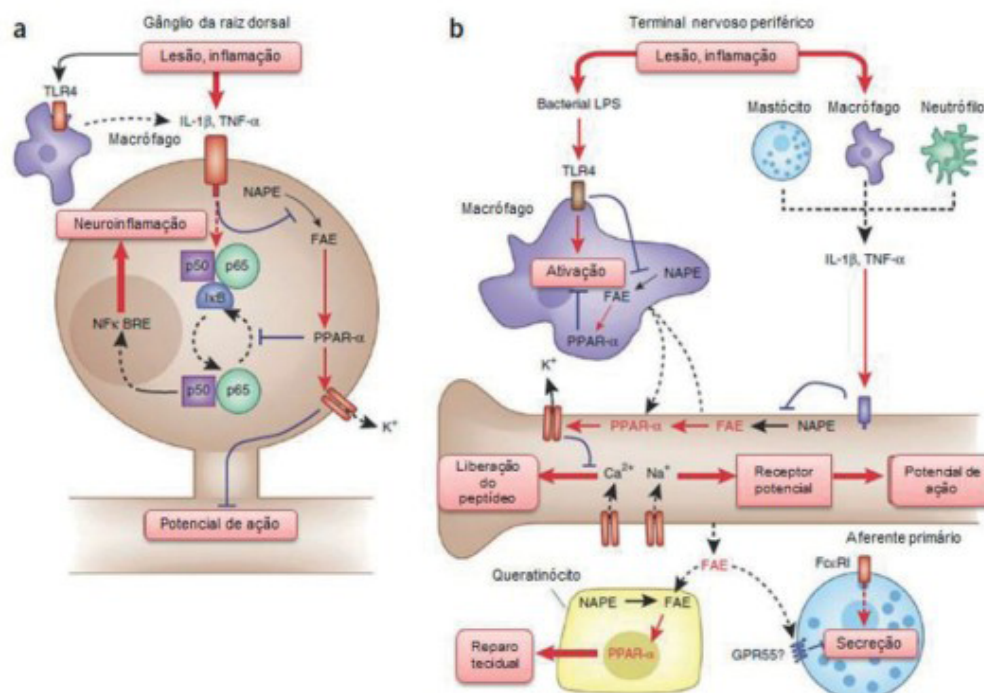 a
Gânglio da raiz dorsal
Lesão, inflamação
TLR4
IL-1β, TNF-α
Macrófago
NAPE
Neuroinflamação
FAE
p50
p65
IκB
NFκ BRE
PPAR-α
p50
p65
K⁺
Potencial de ação
b
Terminal nervoso periférico
Lesão, inflamação
Bacterial LPS
Mastócito
Macrófago
Neutrófilo
TLR4
Macrófago
Ativação
NAPE
FAE
PPAR-α
IL-1β, TNF-α
K⁺
PPAR-α
FAE
NAPE
Liberação
do
peptídeo
Ca²⁺
Na⁺
Receptor
potencial
Potencial de
ação
Aferente primário
FAE
FcεRI
Queratinócito
NAPE
FAE
Reparo
tecidual
PPAR-α
GPR55?
Secreção